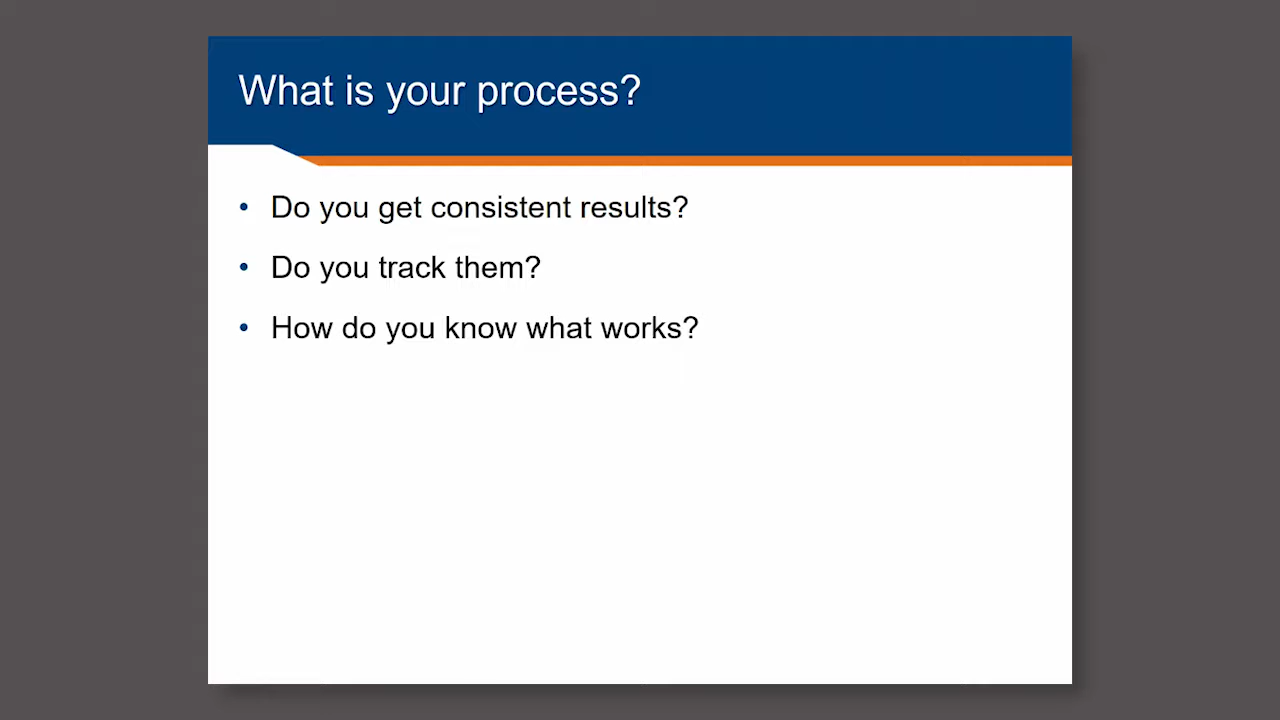 What is your process?
• Do you get consistent results?
• Do you track them?
• How do you know what works?